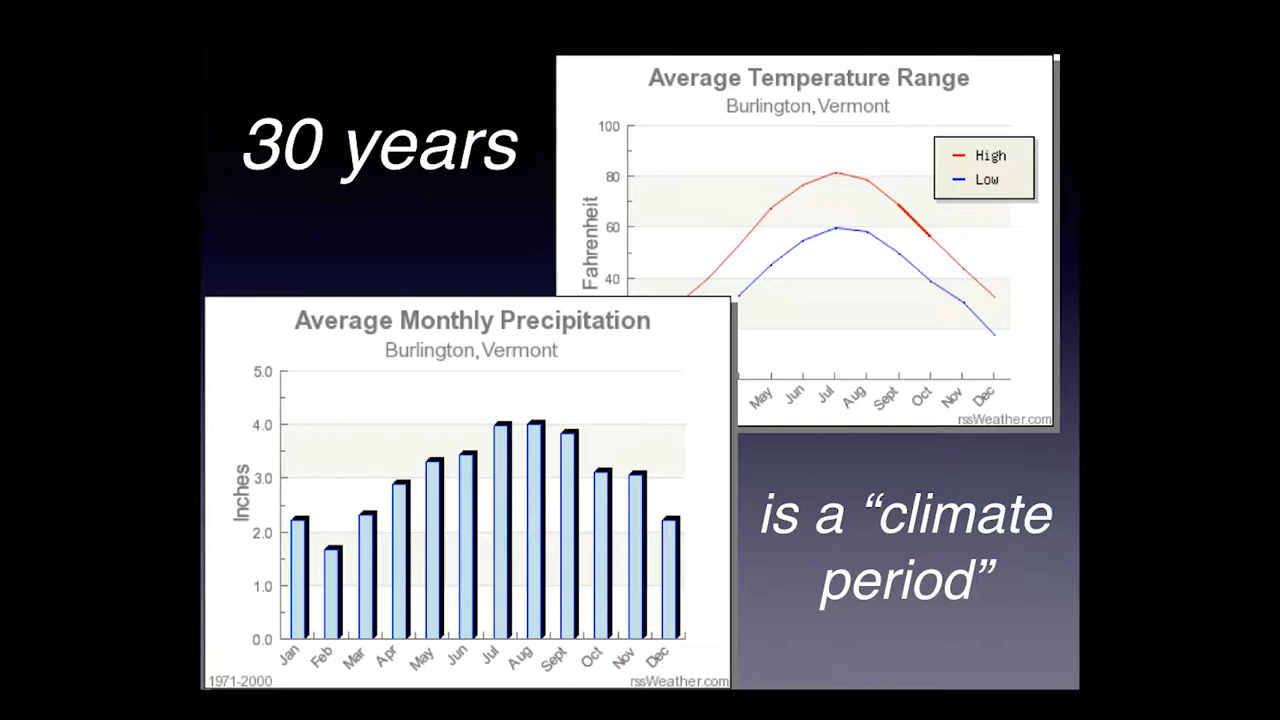 30 years
Average Temperature Range
Burlington, Vermont
100
80
60
40
Fahrenheit
High
Low
May Jun Jul Aug Sept Oct Nov Dec
rssWeather.com
Average Monthly Precipitation
Burlington, Vermont
5.0
4.0
3.0
2.0
1.0
0.0
Inches
Jan Feb Mar Apr May Jun Jul Aug Sept Oct Nov Dec
1971-2000
rssWeather.com
is a “climate
period”